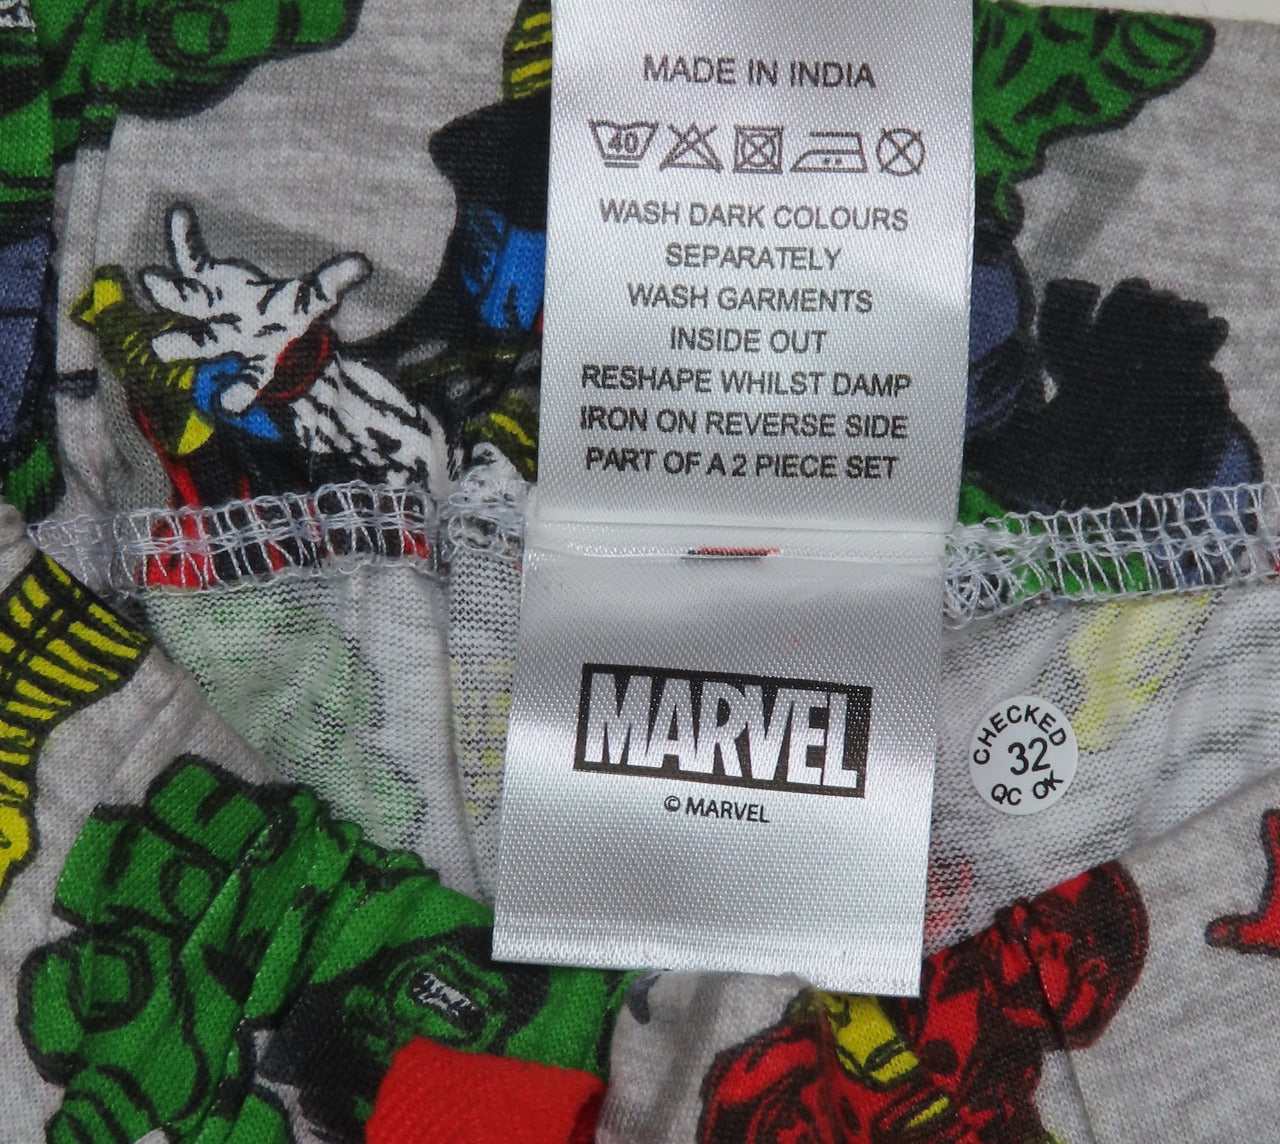 MADE IN INDIA
40
WASH DARK COLOURS
SEPARATELY
WASH GARMENTS
INSIDE OUT
RESHAPE WHILST DAMP
IRON ON REVERSE SIDE
PART OF A 2 PIECE SET
MARVEL
© MARVEL
CHECKED
32
QC OK